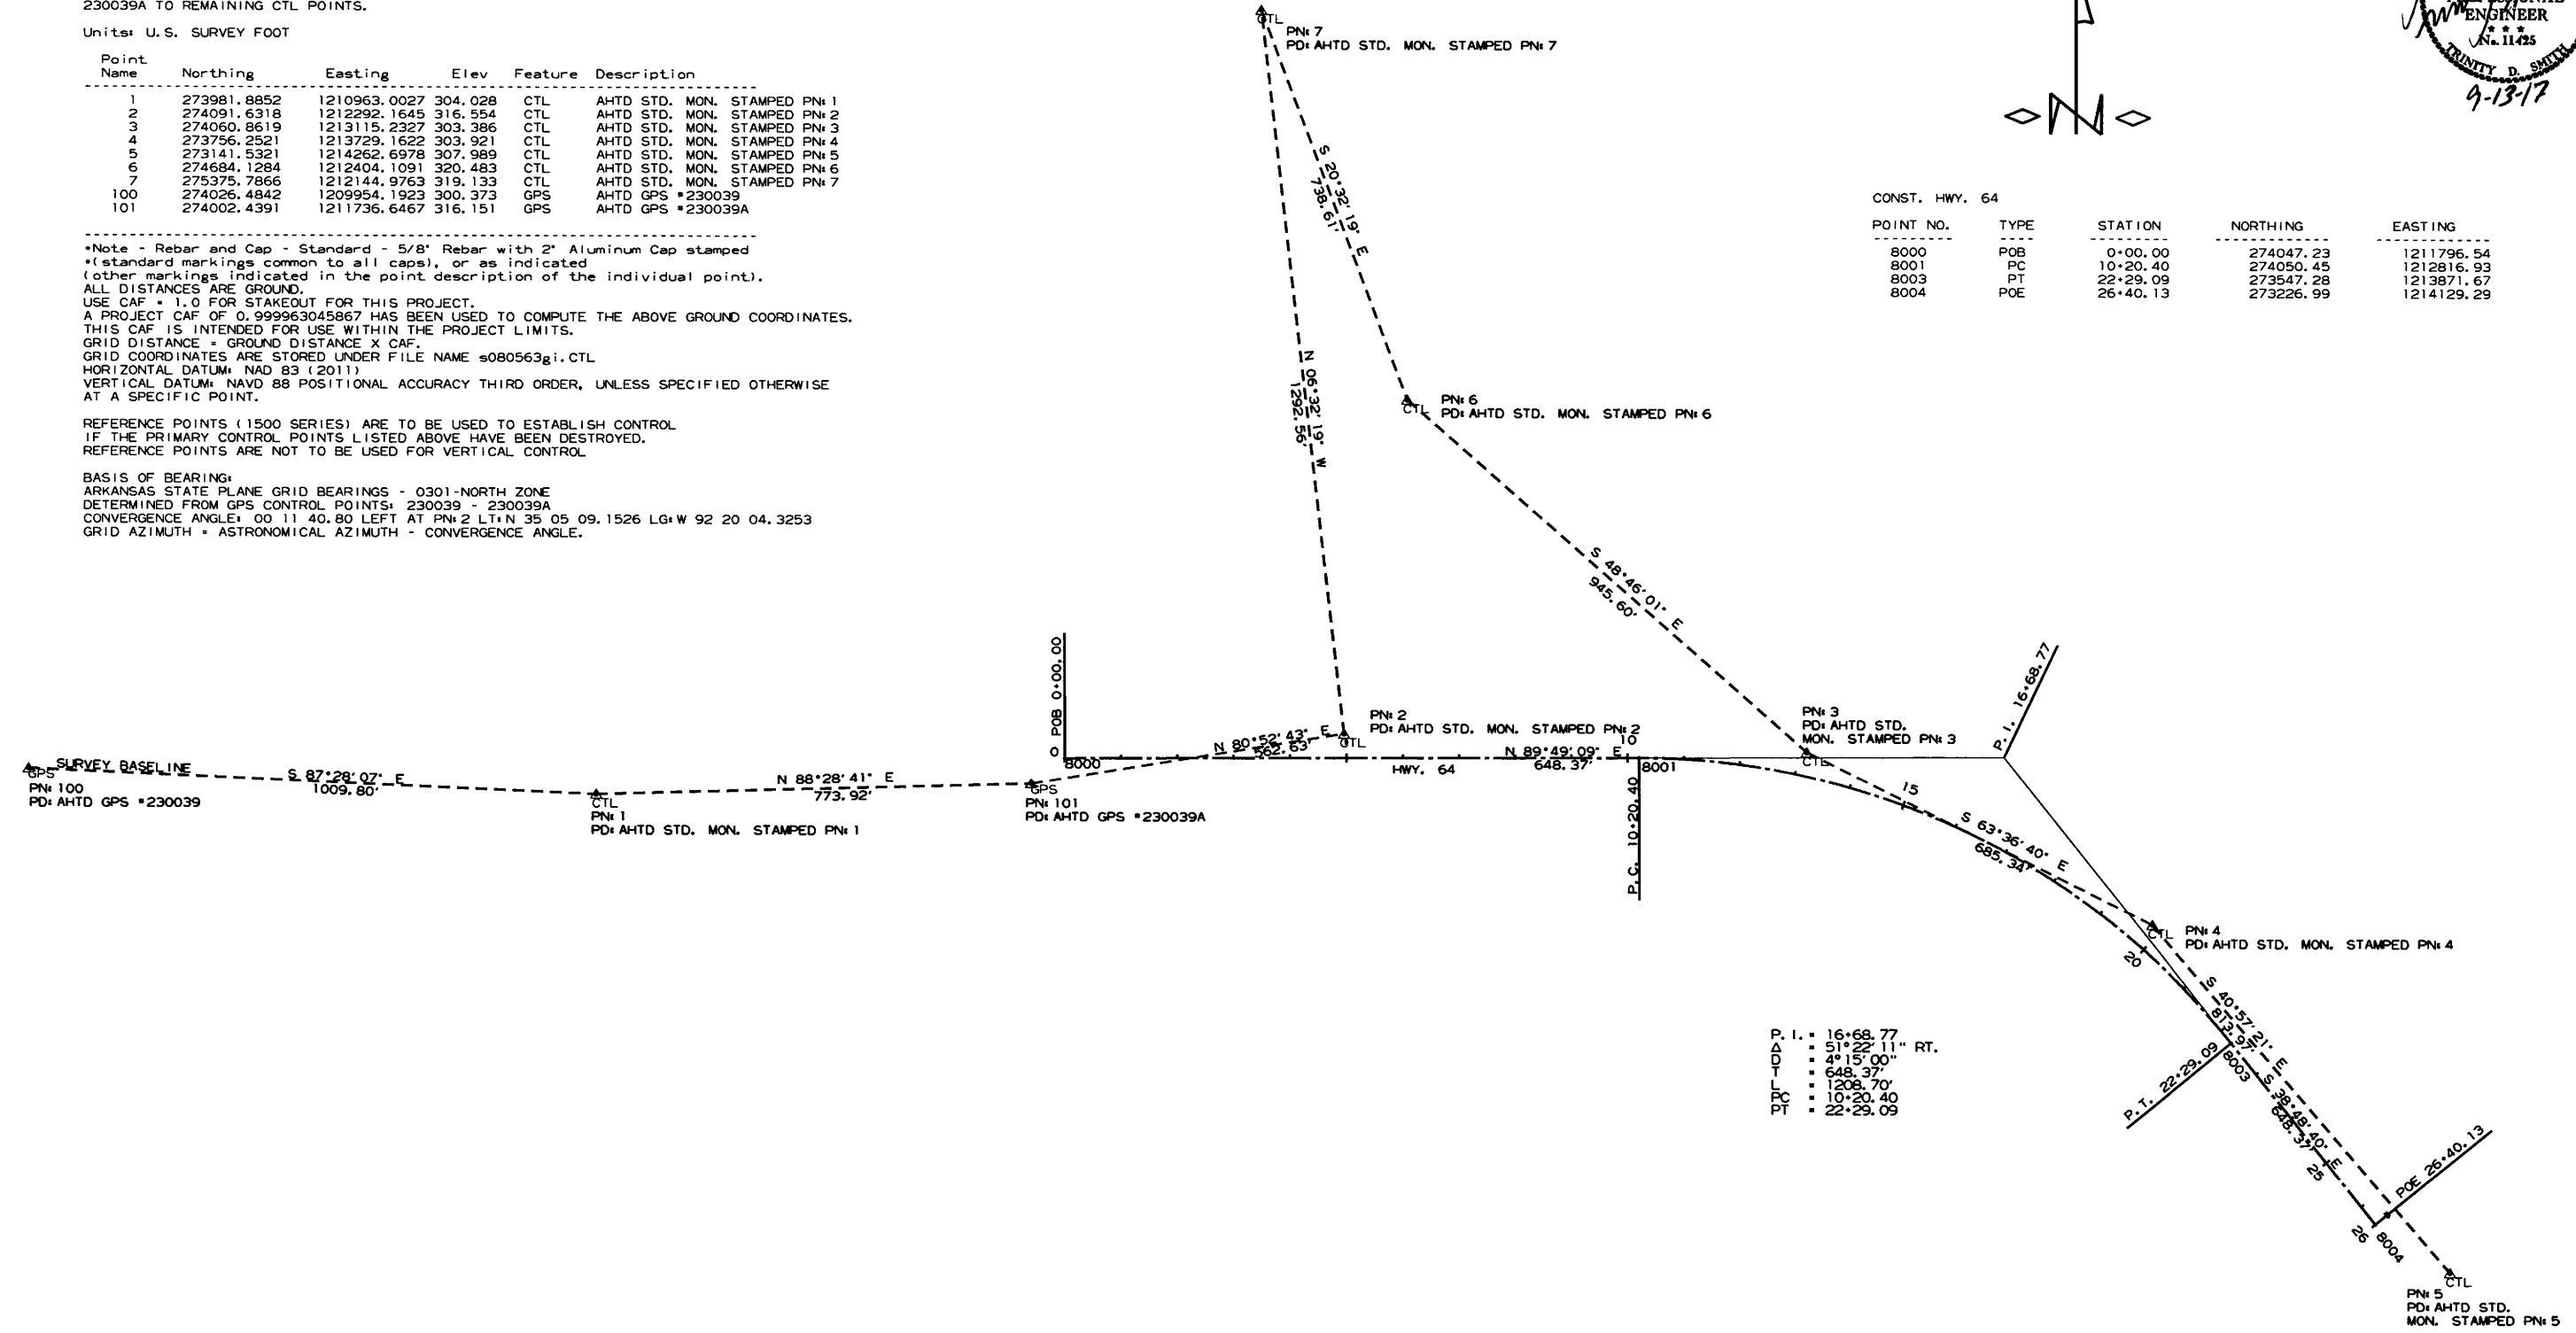 230039A TO REMAINING CTL POINTS.
Units: U.S. SURVEY FOOT
Point
Name Northing Easting Elev Feature Description
1 273981.8852 1210963.0027 304.028 CTL AHTD STD. MON. STAMPED PN: 1
2 274091.6318 1212292.1645 316.554 CTL AHTD STD. MON. STAMPED PN: 2
3 274060.8619 1213115.2327 303.386 CTL AHTD STD. MON. STAMPED PN: 3
4 273756.2521 1213729.1622 303.921 CTL AHTD STD. MON. STAMPED PN: 4
5 273141.5321 1214262.6978 307.989 CTL AHTD STD. MON. STAMPED PN: 5
6 274684.1284 1212404.1091 320.483 CTL AHTD STD. MON. STAMPED PN: 6
7 275375.7866 1212144.9763 319.133 CTL AHTD STD. MON. STAMPED PN: 7
100 274026.4842 1209954.1923 300.373 GPS AHTD GPS #230039
101 274002.4391 1211736.6467 316.151 GPS AHTD GPS #230039A
*Note - Rebar and Cap - Standard - 5/8" Rebar with 2" Aluminum Cap stamped
*(standard markings common to all caps), or as indicated
(other markings indicated in the point description of the individual point).
ALL DISTANCES ARE GROUND.
USE CAF = 1.0 FOR STAKEOUT FOR THIS PROJECT.
A PROJECT CAF OF 0.999963045867 HAS BEEN USED TO COMPUTE THE ABOVE GROUND COORDINATES.
THIS CAF IS INTENDED FOR USE WITHIN THE PROJECT LIMITS.
GRID DISTANCE = GROUND DISTANCE X CAF.
GRID COORDINATES ARE STORED UNDER FILE NAME s080563gi.CTL
HORIZONTAL DATUM: NAD 83 (2011)
VERTICAL DATUM: NAVD 88 POSITIONAL ACCURACY THIRD ORDER, UNLESS SPECIFIED OTHERWISE
AT A SPECIFIC POINT.
REFERENCE POINTS (1500 SERIES) ARE TO BE USED TO ESTABLISH CONTROL
IF THE PRIMARY CONTROL POINTS LISTED ABOVE HAVE BEEN DESTROYED.
REFERENCE POINTS ARE NOT TO BE USED FOR VERTICAL CONTROL
BASIS OF BEARING:
ARKANSAS STATE PLANE GRID BEARINGS - 0301-NORTH ZONE
DETERMINED FROM GPS CONTROL POINTS: 230039 - 230039A
CONVERGENCE ANGLE: 00 11 40.80 LEFT AT PN: 2 LT: N 35 05 09.1526 LG: W 92 20 04.3253
GRID AZIMUTH = ASTRONOMICAL AZIMUTH - CONVERGENCE ANGLE.
CTL
PN: 7
PD: AHTD STD. MON. STAMPED PN: 7
S 20°32'19" E
738.61'
N 06°32'19" W
1292.56'
CTL
PN: 6
PD: AHTD STD. MON. STAMPED PN: 6
S 48°46'01" E
945.60'
N
ENGINEER
★ ★ ★
No. 11425
TRINITY D. SMITH
9-13-17
CONST. HWY. 64
POINT NO. TYPE STATION NORTHING EASTING
8000 POB 0+00.00 274047.23 1211796.54
8001 PC 10+20.40 274050.45 1212816.93
8003 PT 22+29.09 273547.28 1213871.67
8004 POE 26+40.13 273226.99 1214129.29
SURVEY BASELINE
GPS
PN: 100
PD: AHTD GPS #230039
S 87°28'07" E
1009.80'
CTL
PN: 1
PD: AHTD STD. MON. STAMPED PN: 1
N 88°28'41" E
773.92'
GPS
PN: 101
PD: AHTD GPS #230039A
0 POB 0+00.00
8000
N 80°52'43" E
562.63'
CTL
PN: 2
PD: AHTD STD. MON. STAMPED PN: 2
HWY. 64
N 89°49'09" E
648.37'
10
8001
P.C. 10+20.40
PN: 3
PD: AHTD STD.
MON. STAMPED PN: 3
CTL
P.I. 16+68.77
15
S 63°36'40" E
685.34'
CTL
PN: 4
PD: AHTD STD. MON. STAMPED PN: 4
20
S 40°57'21" E
813.97'
P.T. 22+29.09
8003
S 38°48'40" E
648.37'
25
POE 26+40.13
26
8004
CTL
PN: 5
PD: AHTD STD.
MON. STAMPED PN: 5
P.I. = 16+68.77
Δ = 51°22'11" RT.
D = 4°15'00"
T = 648.37'
L = 1208.70'
PC = 10+20.40
PT = 22+29.09